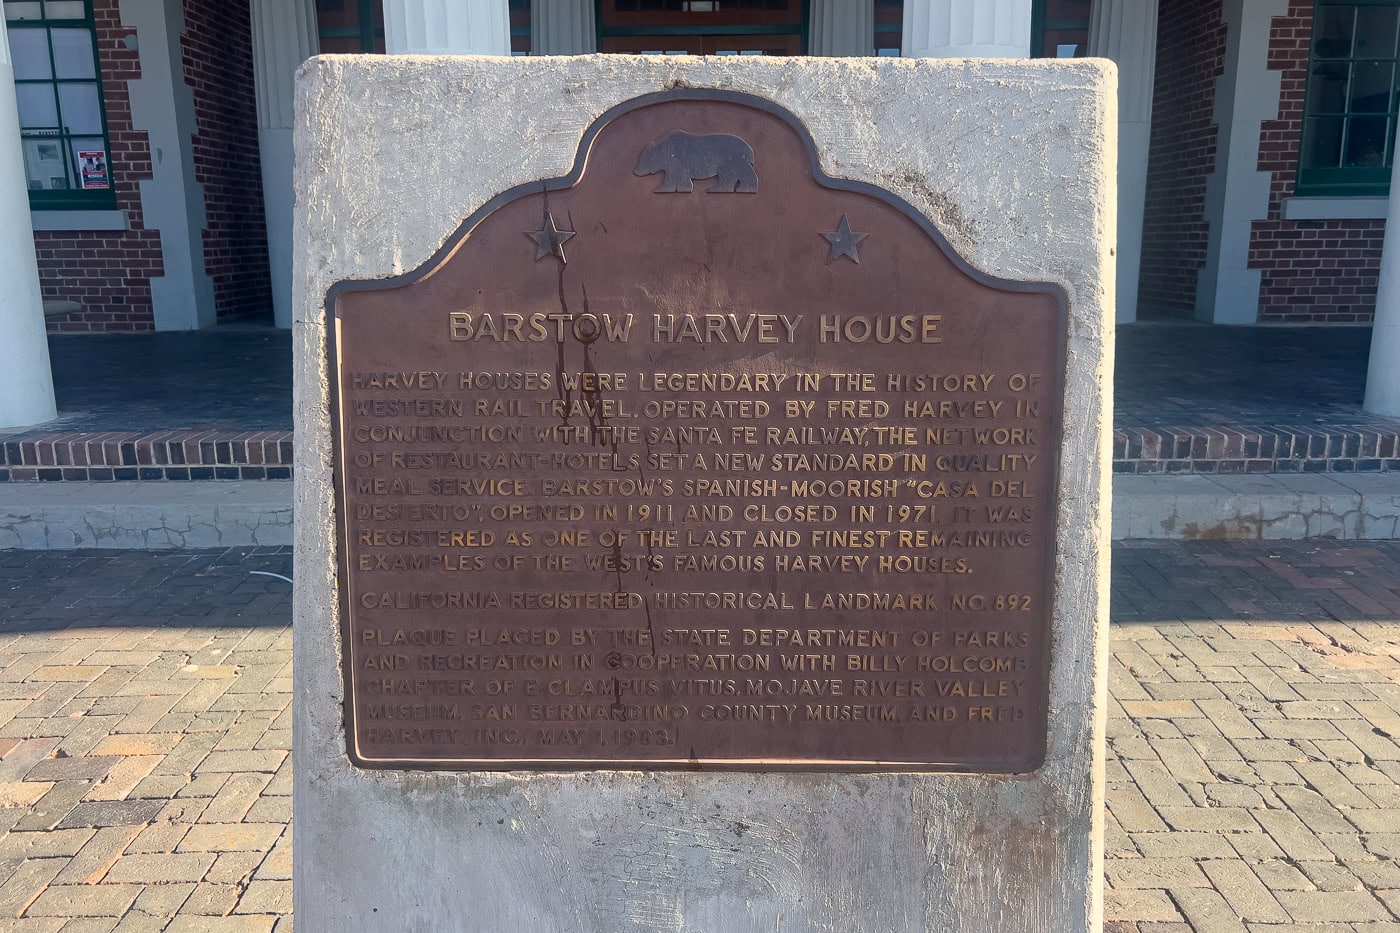 BARSTOW HARVEY HOUSE
HARVEY HOUSES WERE LEGENDARY IN THE HISTORY OF
WESTERN RAIL TRAVEL. OPERATED BY FRED HARVEY IN
CONJUNCTION WITH THE SANTA FE RAILWAY, THE NETWORK
OF RESTAURANT-HOTELS SET A NEW STANDARD IN QUALITY
MEAL SERVICE. BARSTOW'S SPANISH-MOORISH "CASA DEL
DESIERTO", OPENED IN 1911 AND CLOSED IN 1971. IT WAS
REGISTERED AS ONE OF THE LAST AND FINEST REMAINING
EXAMPLES OF THE WEST'S FAMOUS HARVEY HOUSES.
CALIFORNIA REGISTERED HISTORICAL LANDMARK NO. 892
PLAQUE PLACED BY THE STATE DEPARTMENT OF PARKS
AND RECREATION IN COOPERATION WITH BILLY HOLCOMB
CHAPTER OF E CLAMPUS VITUS, MOJAVE RIVER VALLEY
MUSEUM, SAN BERNARDINO COUNTY MUSEUM, AND FRED
HARVEY, INC., MAY 1, 1983.